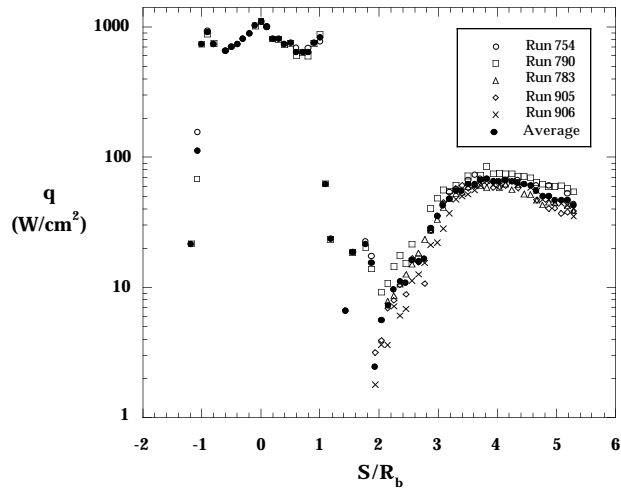 1000
100
10
1
q
(W/cm²)
Run 754
Run 790
Run 783
Run 905
Run 906
Average
-2 -1 0 1 2 3 4 5 6
S/R_b